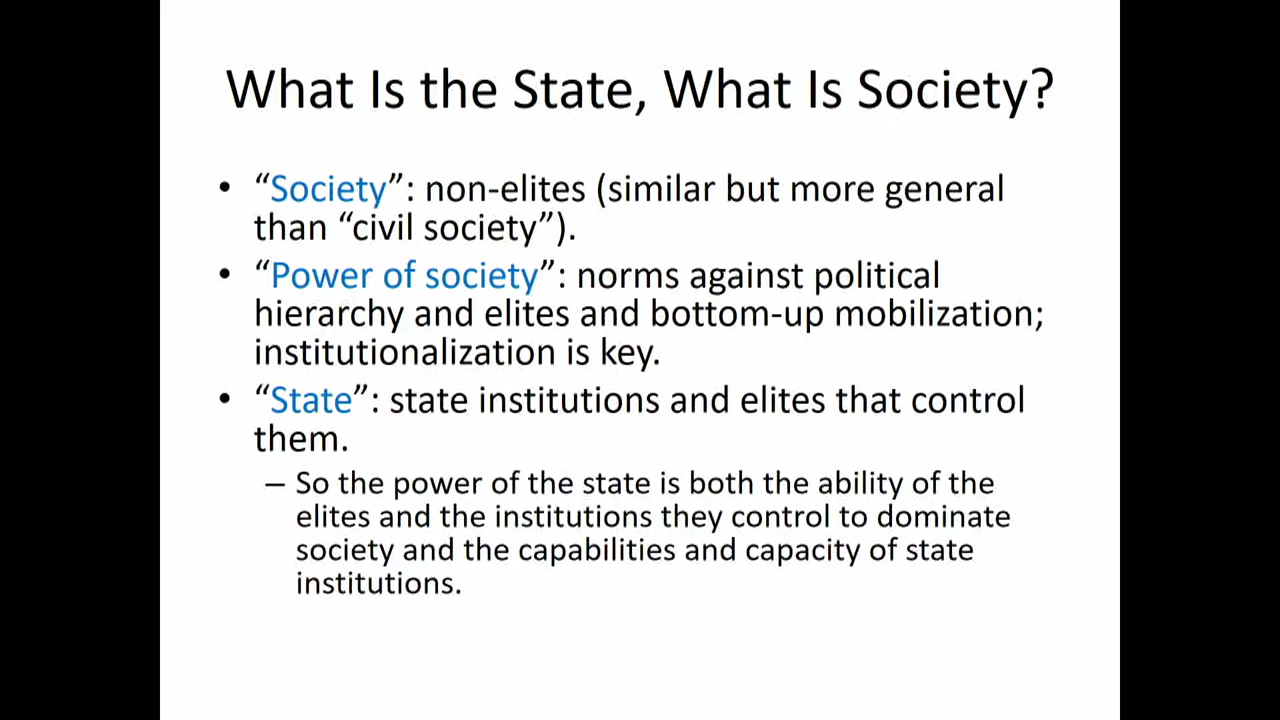 What Is the State, What Is Society?
• “Society”: non-elites (similar but more general
than “civil society”).
• “Power of society”: norms against political
hierarchy and elites and bottom-up mobilization;
institutionalization is key.
• “State”: state institutions and elites that control
them.
– So the power of the state is both the ability of the
elites and the institutions they control to dominate
society and the capabilities and capacity of state
institutions.